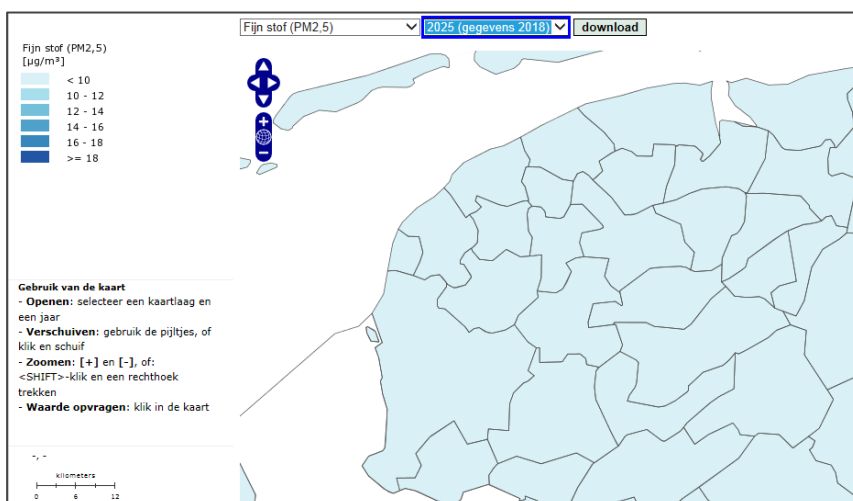 Fijn stof (PM2,5)
2025 (gegevens 2018)
download
Fijn stof (PM2,5)
[µg/m³]
< 10
10 - 12
12 - 14
14 - 16
16 - 18
>= 18
Gebruik van de kaart
- Openen: selecteer een kaartlaag en
een jaar
- Verschuiven: gebruik de pijltjes, of
klik en schuif
- Zoomen: [+] en [-], of:
<SHIFT>-klik en een rechthoek
trekken
- Waarde opvragen: klik in de kaart
-, -
kilometers
0 6 12